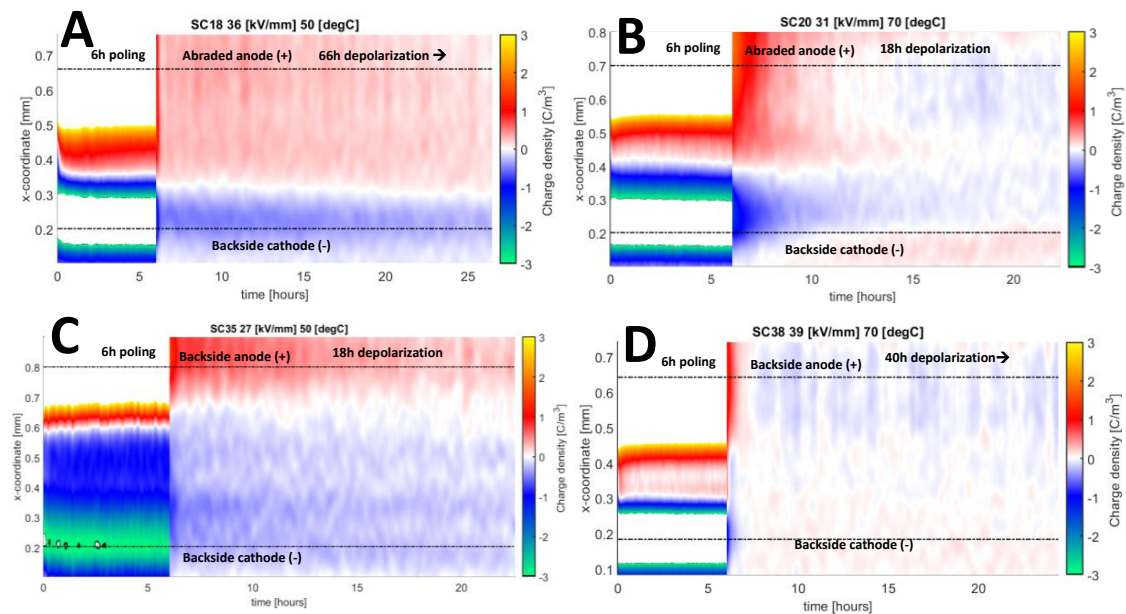 A
SC18 36 [kV/mm] 50 [degC]
6h poling
Abraded anode (+)
66h depolarization →
Backside cathode (-)
x-coordinate [mm]
0.7
0.6
0.5
0.4
0.3
0.2
0
5
10
15
20
25
time [hours]
3
2
1
0
-1
-2
-3
Charge density [C/m³]
B
SC20 31 [kV/mm] 70 [degC]
6h poling
Abraded anode (+)
18h depolarization
Backside cathode (-)
x-coordinate [mm]
0.8
0.7
0.6
0.5
0.4
0.3
0.2
0
5
10
15
20
time [hours]
3
2
1
0
-1
-2
-3
Charge density [C/m³]
C
SC35 27 [kV/mm] 50 [degC]
6h poling
Backside anode (+)
18h depolarization
Backside cathode (-)
x-coordinate [mm]
0.8
0.7
0.6
0.5
0.4
0.3
0.2
0
5
10
15
20
time [hours]
3
2
1
0
-1
-2
-3
Charge density [C/m³]
D
SC38 39 [kV/mm] 70 [degC]
6h poling
Backside anode (+)
40h depolarization→
Backside cathode (-)
x-coordinate [mm]
0.7
0.6
0.5
0.4
0.3
0.2
0.1
0
5
10
15
20
time [hours]
3
2
1
0
-1
-2
-3
Charge density [C/m³]